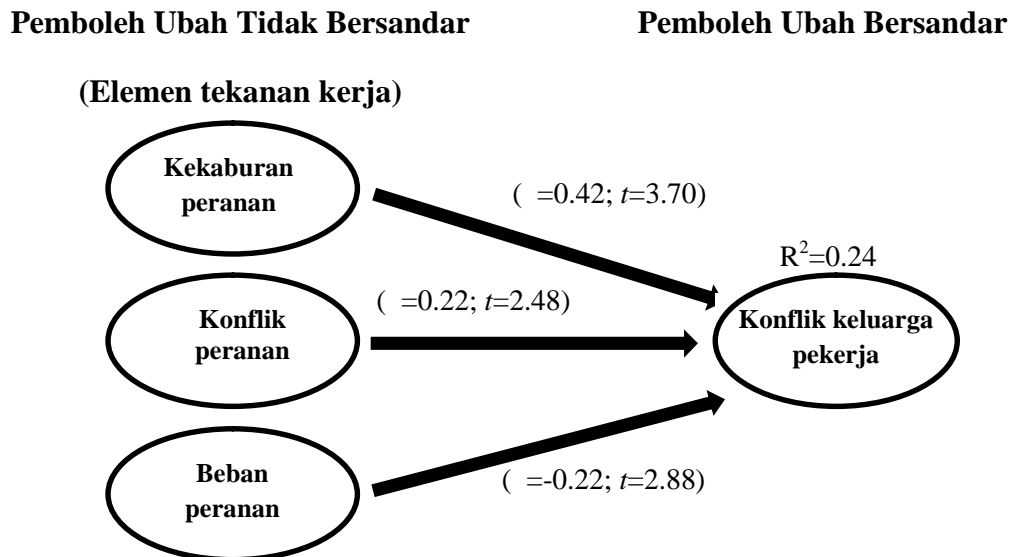 Pemboleh Ubah Tidak Bersandar
Pemboleh Ubah Bersandar
(Elemen tekanan kerja)
Kekaburan
peranan
( =0.42; t=3.70)
R²=0.24
Konflik
peranan
( =0.22; t=2.48)
Konflik keluarga
pekerja
Beban
peranan
( =-0.22; t=2.88)